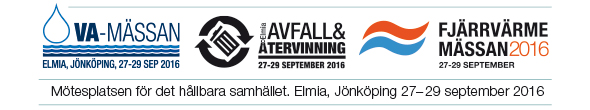 VA-MÄSSAN
ELMIA, JÖNKÖPING, 27-29 SEP 2016
Elmia
AVFALL&
ÅTERVINNING
27-29 SEPTEMBER 2016
FJÄRRVÄRME
MÄSSAN2016
27-29 SEPTEMBER
Mötesplatsen för det hållbara samhället. Elmia, Jönköping 27–29 september 2016